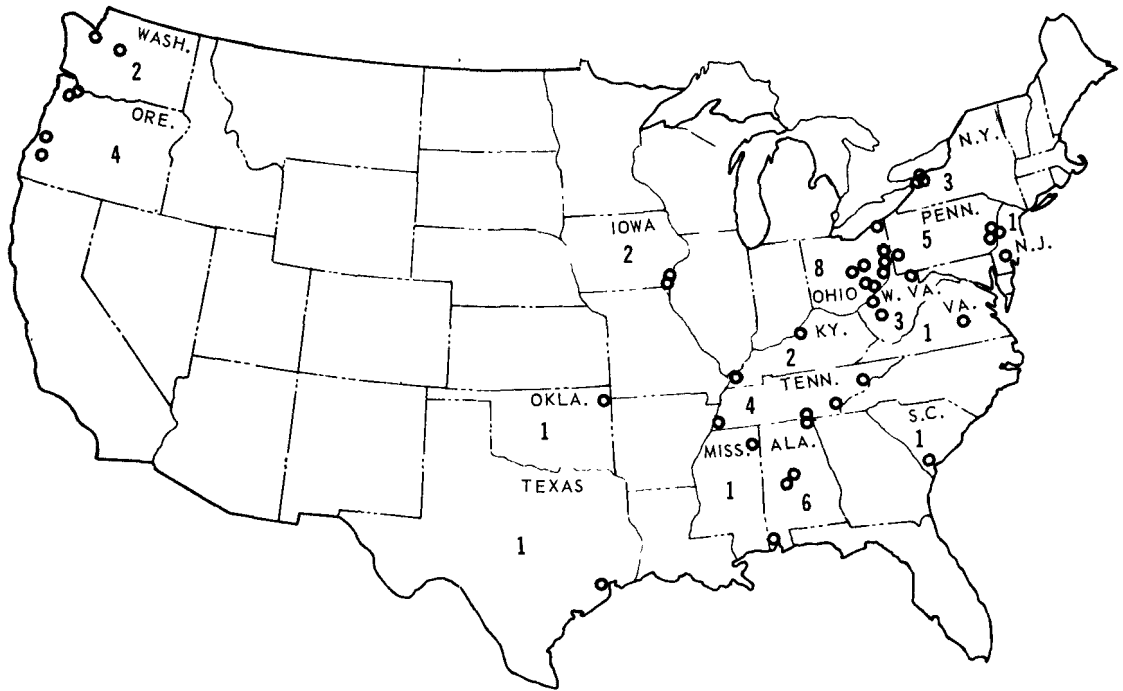 WASH.
2
ORE.
4
N.Y.
3
IOWA
2
PENN.
5
1
N.J.
8
OHIO
W. VA.
3
VA.
1
KY.
2
TENN.
4
OKLA.
1
S.C.
1
MISS.
1
ALA.
6
TEXAS
1